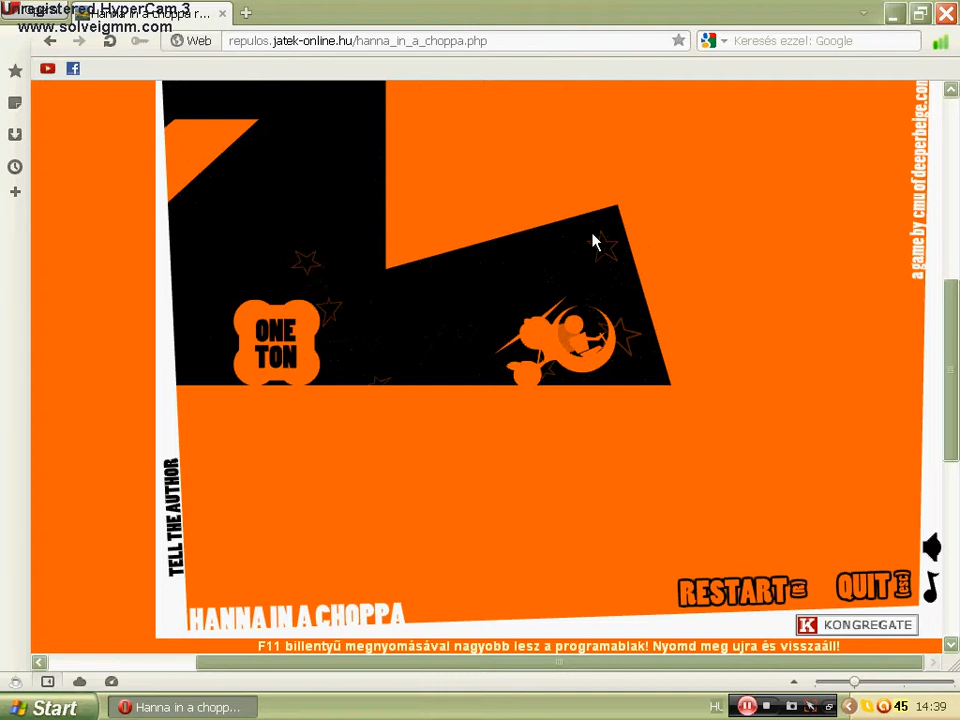 Unregistered HyperCam 3
www.solveigmm.com
Hanna in a choppa r...
Web
repulos.jatek-online.hu/hanna_in_a_choppa.php
Keresés ezzel: Google
a game by cmu of deeperbeige.com
ONE
TON
TELL THE AUTHOR
HANNA IN A CHOPPA
RESTART
QUIT
KONGREGATE
F11 billentyű megnyomásával nagyobb lesz a programablak! Nyomd meg ujra és visszaáll!
Start
Hanna in a chopp...
HU
45
14:39